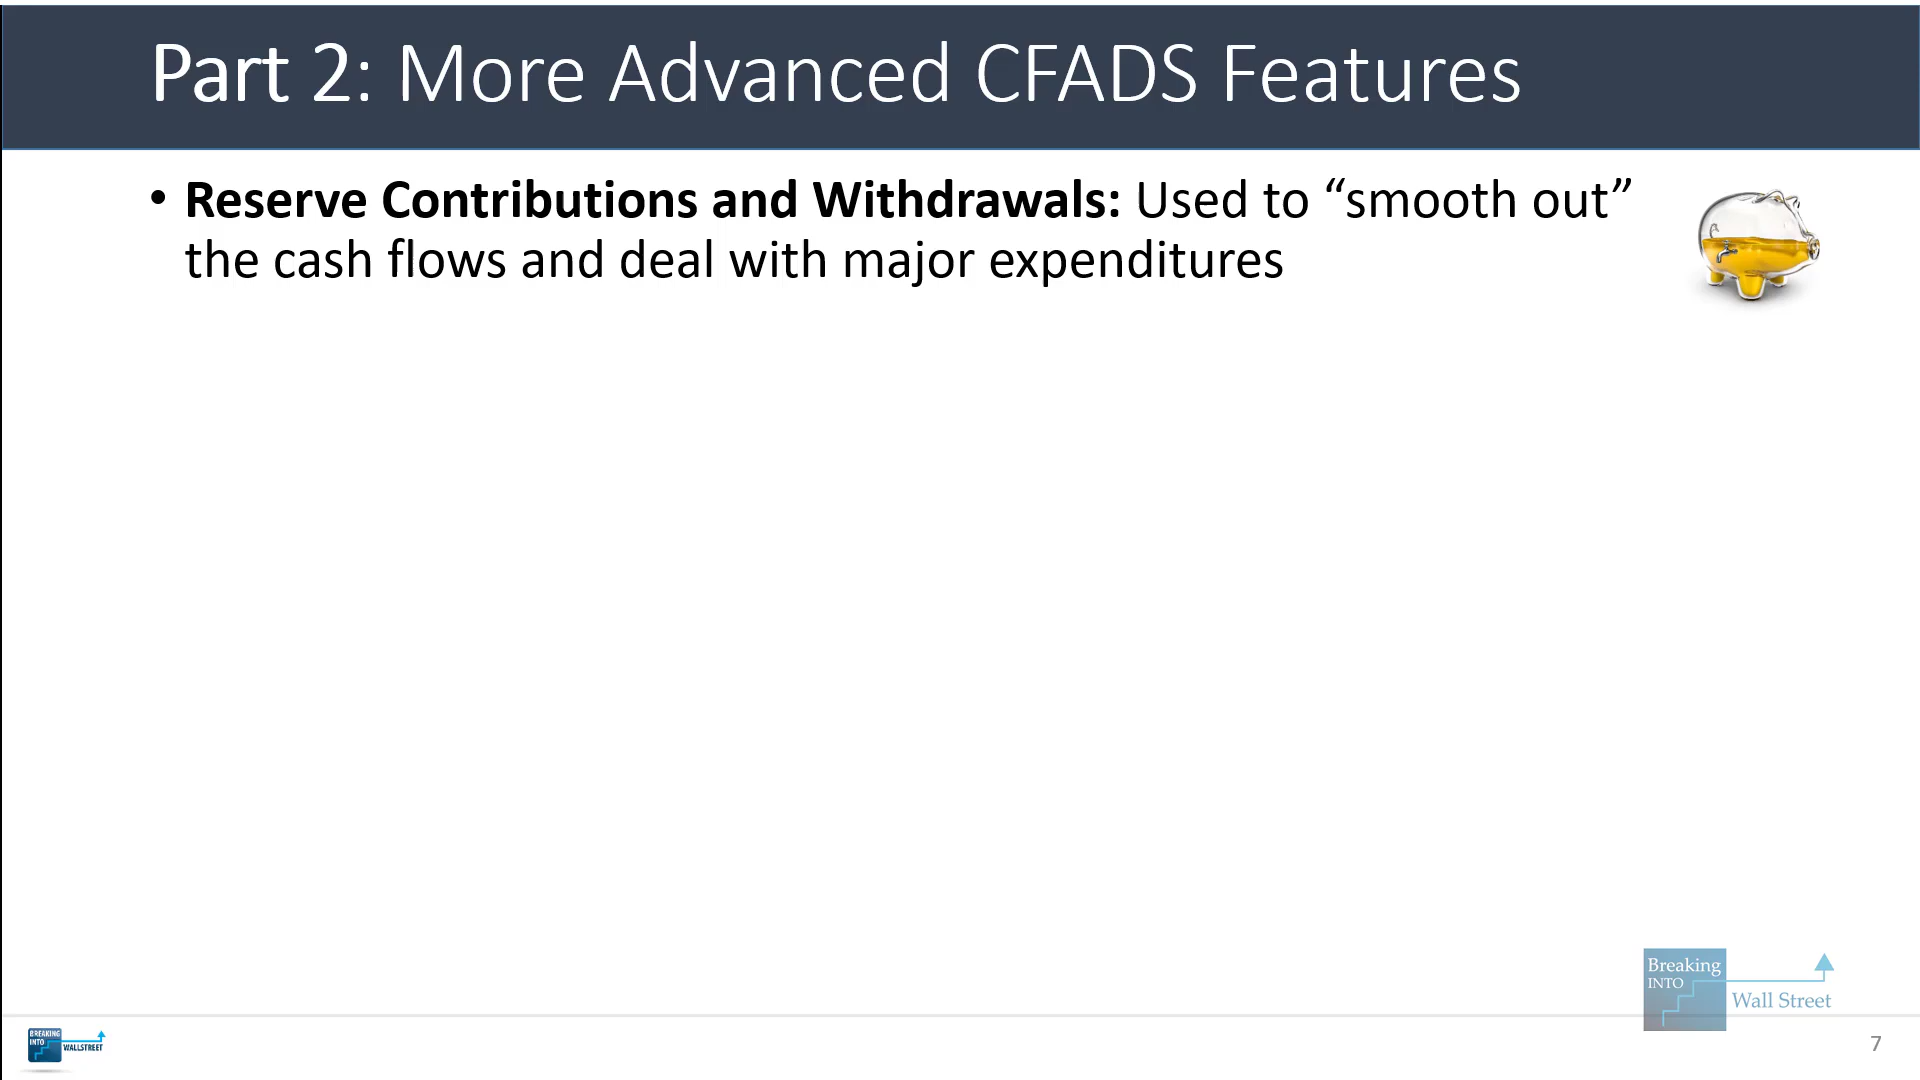 Part 2: More Advanced CFADS Features
• Reserve Contributions and Withdrawals: Used to “smooth out”
the cash flows and deal with major expenditures
Breaking
INTO
Wall Street
BREAKING
INTO
WALLSTREET
7